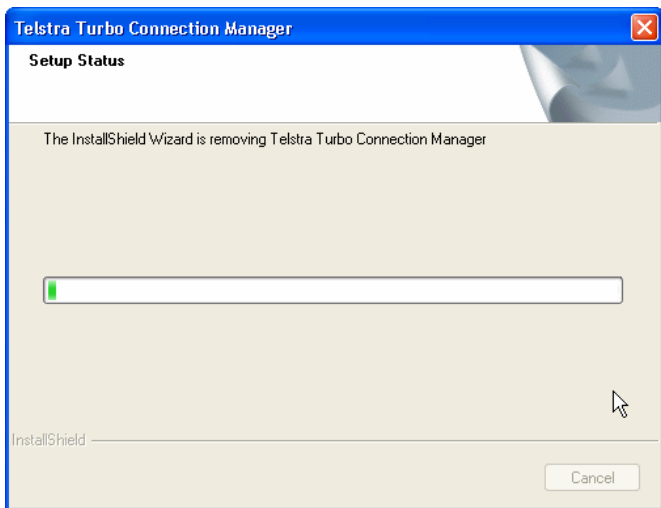 Telstra Turbo Connection Manager
Setup Status
The InstallShield Wizard is removing Telstra Turbo Connection Manager
InstallShield
Cancel